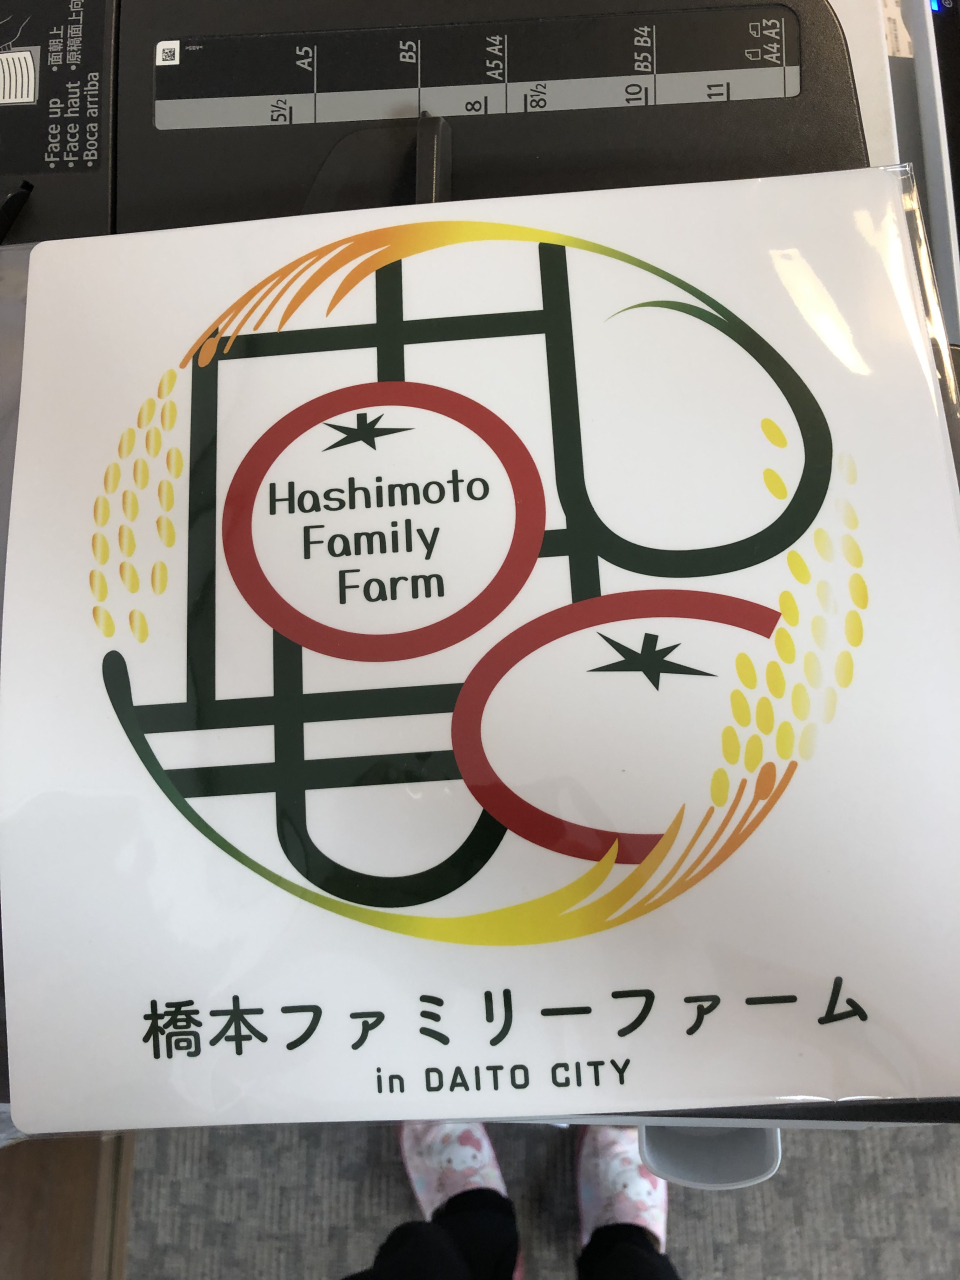 •Face up •面朝上
•Face haut •原稿面上向
•Boca arriba
A5
B5
A5 A4
B5 B4
A4 A3
5½
8
8½
10
11
Hashimoto
Family
Farm
橋本ファミリーファーム
in DAITO CITY